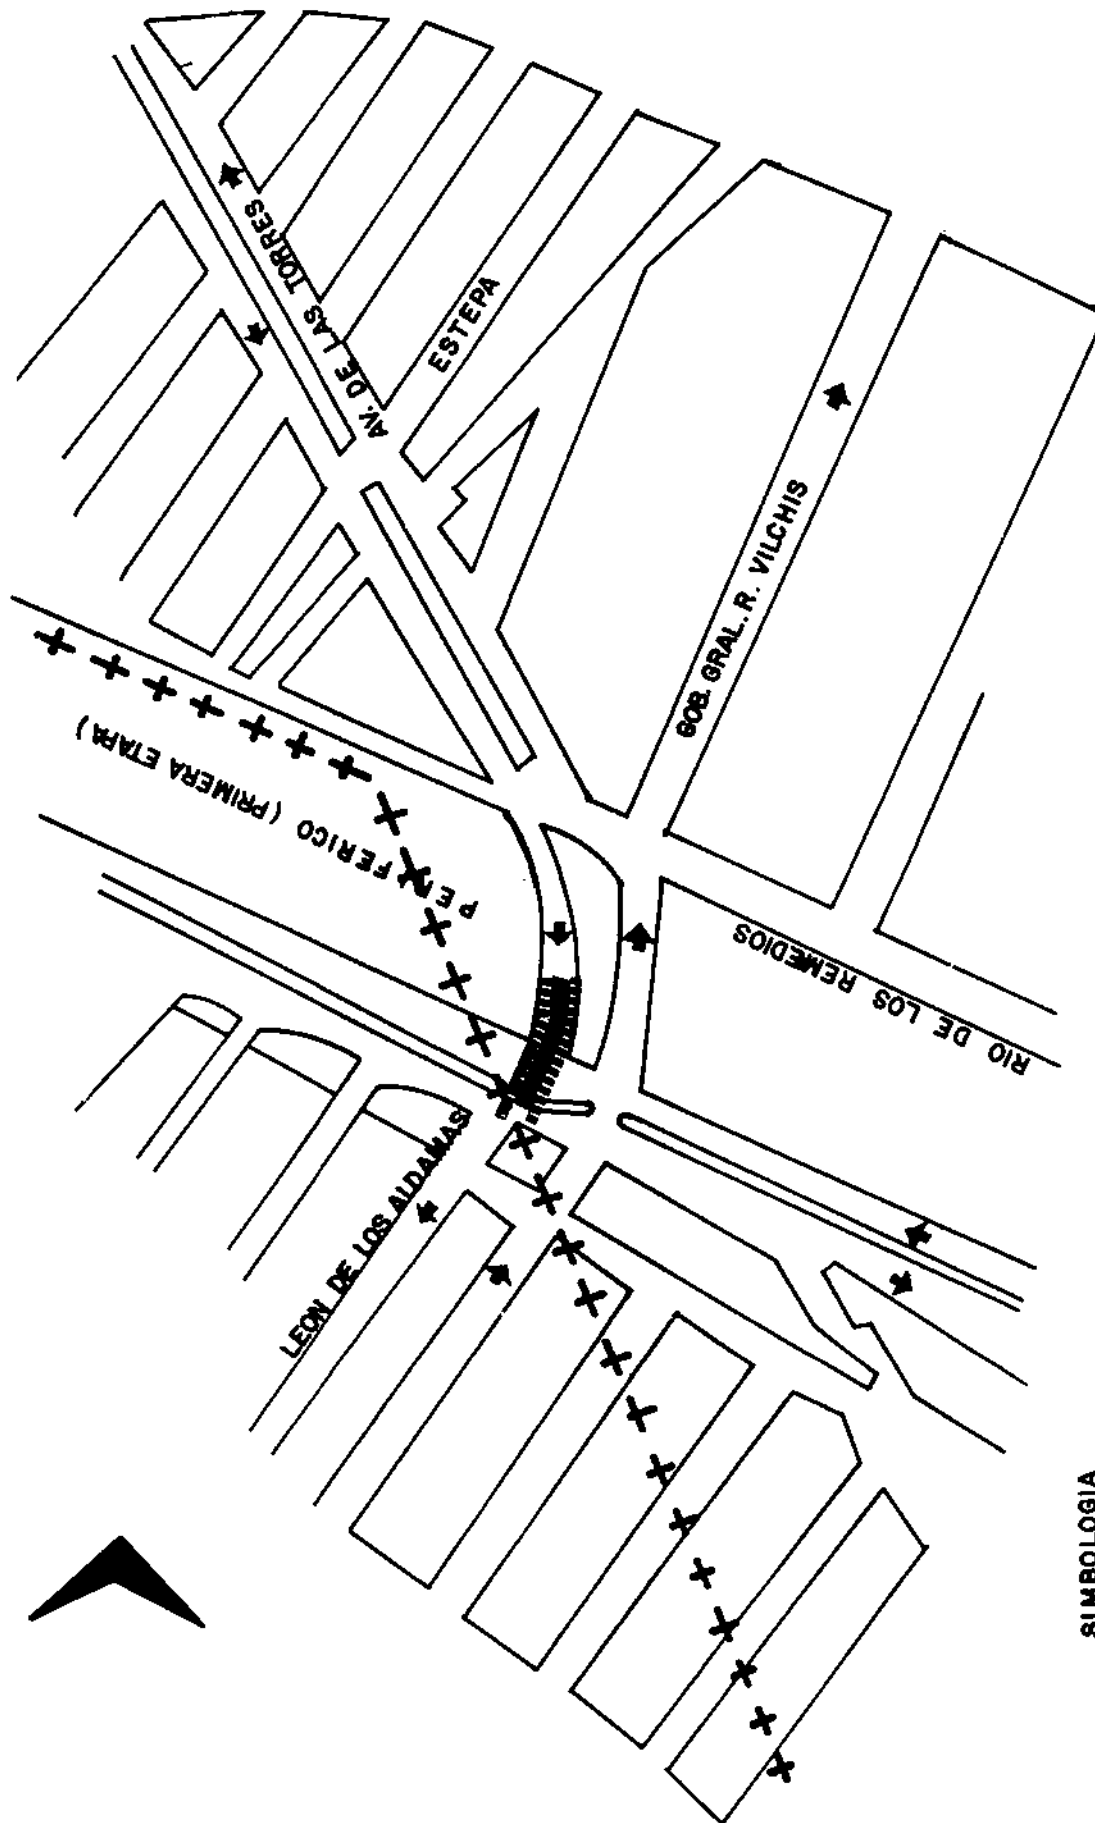 AV. DE LAS TORRES
ESTEPA
GOB. GRAL. R. VILCHIS
PERIFERICO (PRIMERA ETAPA)
RIO DE LOS REMEDIOS
LEON DE LOS ALDAMAS
SIMBOLOGIA